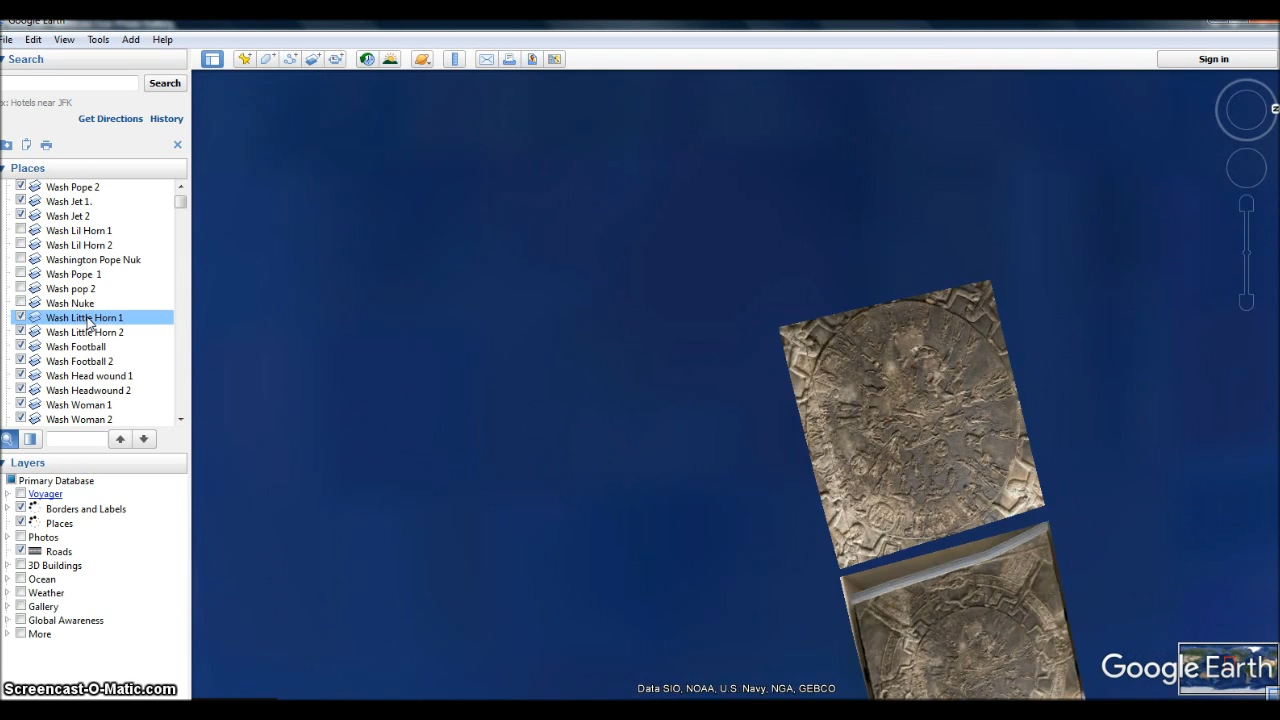 Google Earth
File Edit View Tools Add Help
Search
Search
Sign in
ex: Hotels near JFK
Get Directions History
Places
Wash Pope 2
Wash Jet 1.
Wash Jet 2
Wash Lil Horn 1
Wash Lil Horn 2
Washington Pope Nuk
Wash Pope 1
Wash pop 2
Wash Nuke
Wash Little Horn 1
Wash Little Horn 2
Wash Football
Wash Football 2
Wash Head wound 1
Wash Headwound 2
Wash Woman 1
Wash Woman 2
Layers
Primary Database
Voyager
Borders and Labels
Places
Photos
Roads
3D Buildings
Ocean
Weather
Gallery
Global Awareness
More
Google Earth
Data SIO, NOAA, U.S. Navy, NGA, GEBCO
Screencast-O-Matic.com